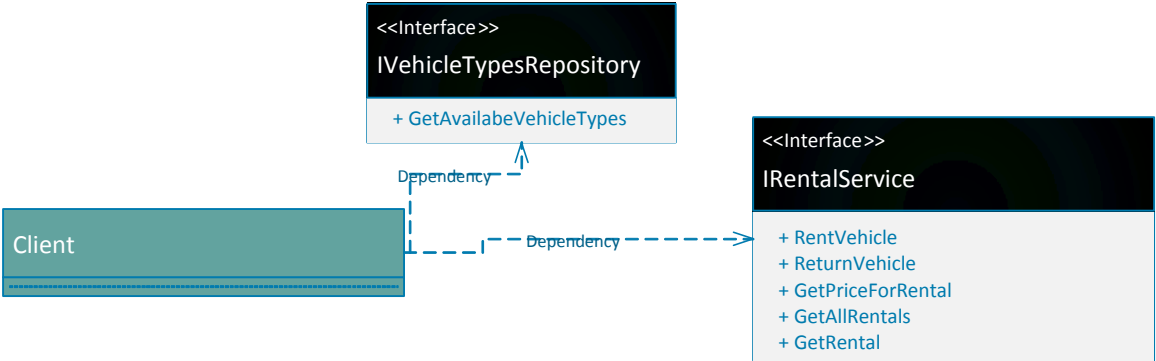 <<Interface>>
IVehicleTypesRepository
+ GetAvailabeVehicleTypes
Dependency
Client
Dependency
<<Interface>>
IRentalService
+ RentVehicle
+ ReturnVehicle
+ GetPriceForRental
+ GetAllRentals
+ GetRental